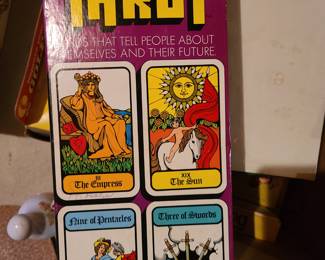 TAROT
CARDS THAT TELL PEOPLE ABOUT
THEMSELVES AND THEIR FUTURE.
III
The Empress
XIX
The Sun
Nine of Pentacles
Three of Swords